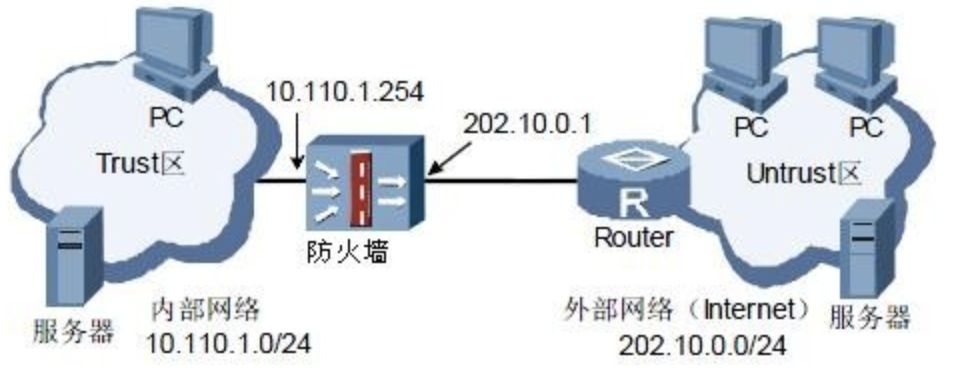 PC
Trust区
服务器
内部网络
10.110.1.0/24
10.110.1.254
防火墙
202.10.0.1
R
Router
PC
PC
Untrust区
外部网络（Internet）
202.10.0.0/24
服务器